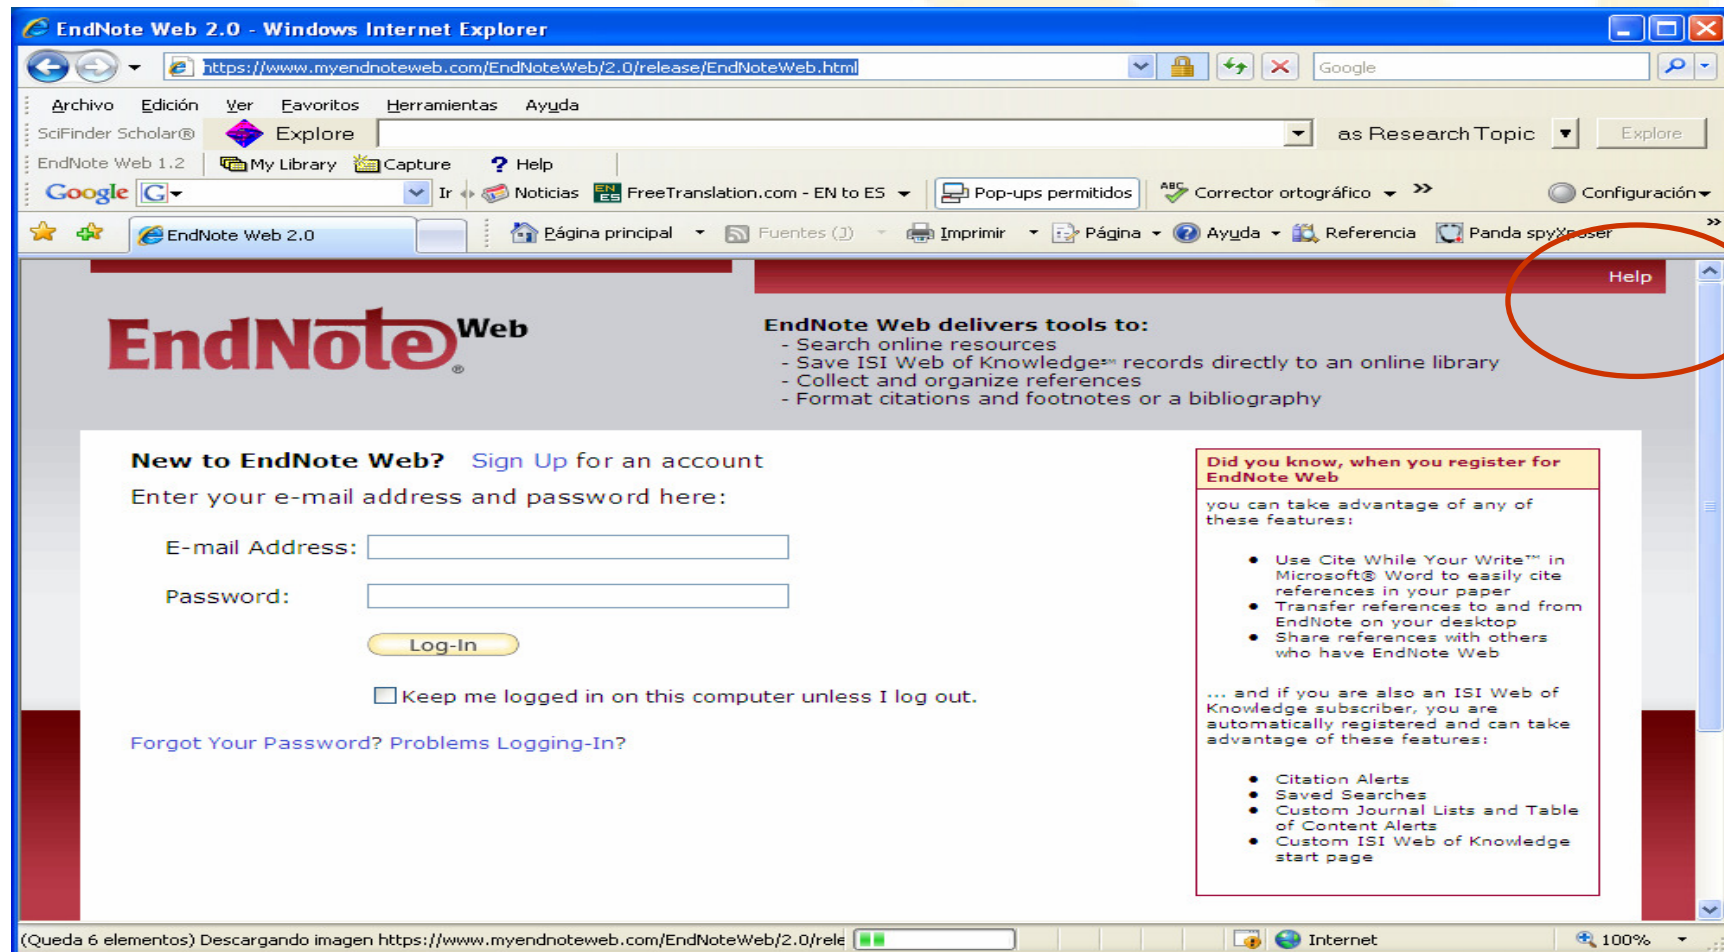 EndNote Web 2.0 - Windows Internet Explorer
https://www.myendnoteweb.com/EndNoteWeb/2.0/release/EndNoteWeb.html
Google
Archivo Edición Ver Favoritos Herramientas Ayuda
SciFinder Scholar® Explore as Research Topic Explore
EndNote Web 1.2 My Library Capture ? Help
Google G Ir Noticias EN ES FreeTranslation.com - EN to ES Pop-ups permitidos ABC Corrector ortográfico » Configuración
EndNote Web 2.0 Página principal Fuentes (J) Imprimir Página Ayuda Referencia Panda spyXposer »
Help
EndNote® Web
EndNote Web delivers tools to:
- Search online resources
- Save ISI Web of Knowledge℠ records directly to an online library
- Collect and organize references
- Format citations and footnotes or a bibliography
New to EndNote Web? Sign Up for an account
Enter your e-mail address and password here:
E-mail Address:
Password:
Log-In
Keep me logged in on this computer unless I log out.
Forgot Your Password? Problems Logging-In?
Did you know, when you register for
EndNote Web
you can take advantage of any of
these features:
• Use Cite While Your Write™ in
Microsoft® Word to easily cite
references in your paper
• Transfer references to and from
EndNote on your desktop
• Share references with others
who have EndNote Web
... and if you are also an ISI Web of
Knowledge subscriber, you are
automatically registered and can take
advantage of these features:
• Citation Alerts
• Saved Searches
• Custom Journal Lists and Table
of Content Alerts
• Custom ISI Web of Knowledge
start page
(Queda 6 elementos) Descargando imagen https://www.myendnoteweb.com/EndNoteWeb/2.0/rele Internet 100%